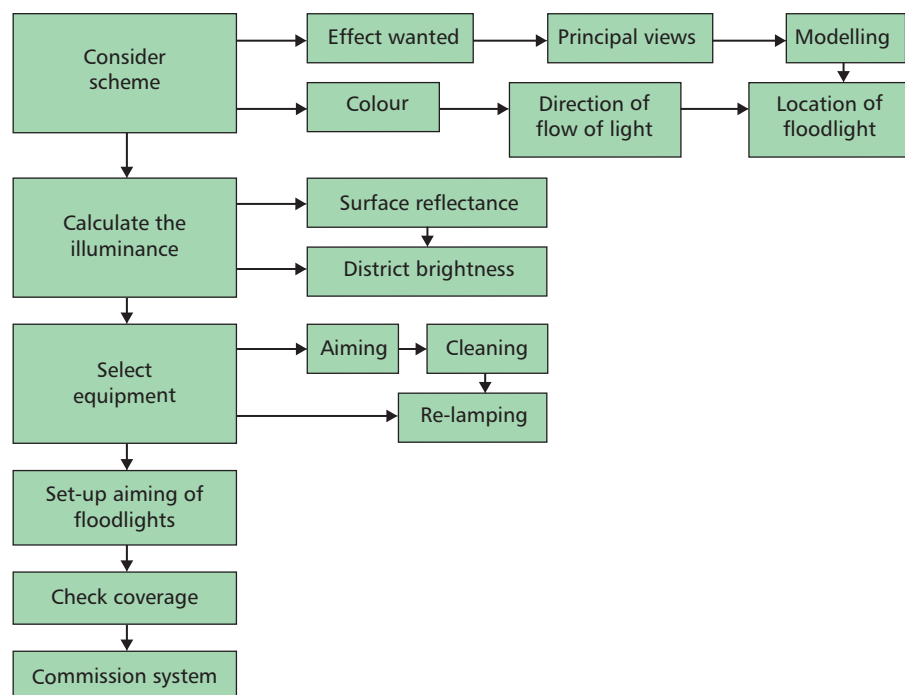 Consider
scheme
Effect wanted
Principal views
Modelling
Colour
Direction of
flow of light
Location of
floodlight
Calculate the
illuminance
Surface reflectance
District brightness
Select
equipment
Aiming
Cleaning
Re-lamping
Set-up aiming of
floodlights
Check coverage
Commission system